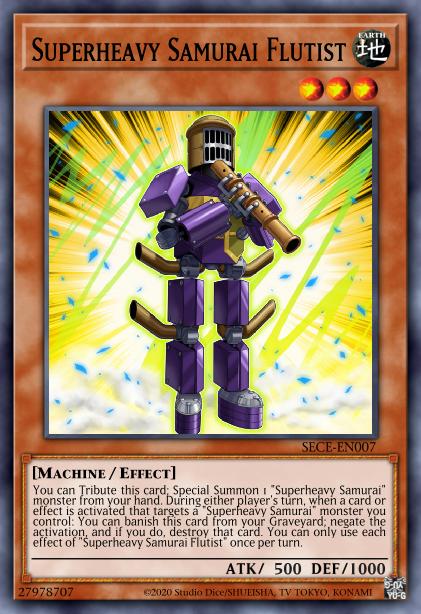 SUPERHEAVY SAMURAI FLUTIST
EARTH
地
SECE-EN007
[MACHINE / EFFECT]
You can Tribute this card; Special Summon 1 "Superheavy Samurai"
monster from your hand. During either player's turn, when a card or
effect is activated that targets a "Superheavy Samurai" monster you
control: You can banish this card from your Graveyard; negate the
activation, and if you do, destroy that card. You can only use each
effect of "Superheavy Samurai Flutist" once per turn.
ATK/ 500 DEF/1000
27978707 ©2020 Studio Dice/SHUEISHA, TV TOKYO, KONAMI